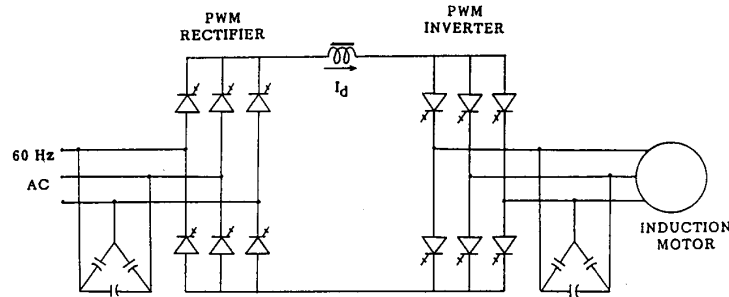 PWM
RECTIFIER
PWM
INVERTER
I_d
60 Hz
AC
INDUCTION
MOTOR